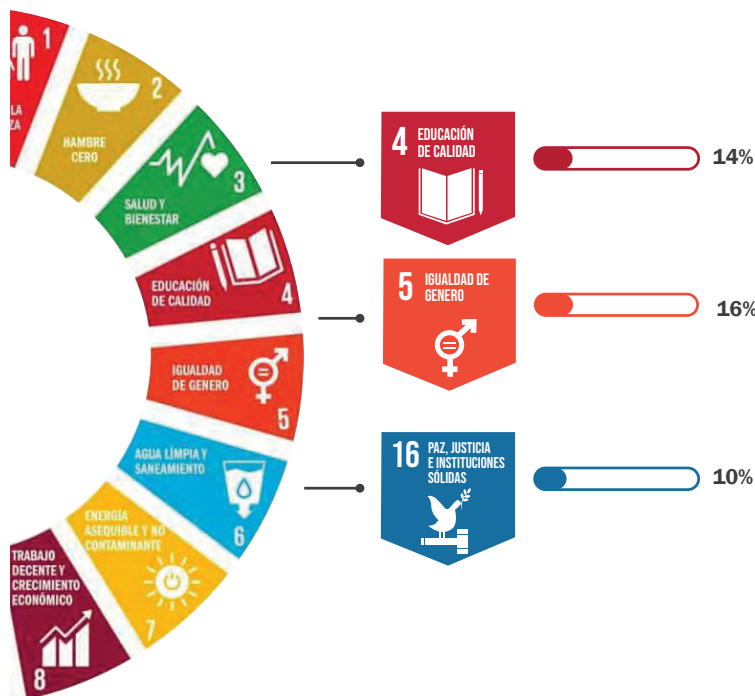 1
LA
ZA
2
HAMBRE
CERO
3
SALUD Y
BIENESTAR
EDUCACIÓN
DE CALIDAD
4
IGUALDAD
DE GENERO
5
AGUA LÍMPIA Y
SANEAMIENTO
6
ENERGÍA
ASEQUIBLE Y NO
CONTAMINANTE
7
TRABAJO
DECENTE Y
CRECIMIENTO
ECONÓMICO
8
4 EDUCACIÓN
DE CALIDAD
14%
5 IGUALDAD DE
GENERO
16%
16 PAZ, JUSTICIA
E INSTITUCIONES
SÓLIDAS
10%